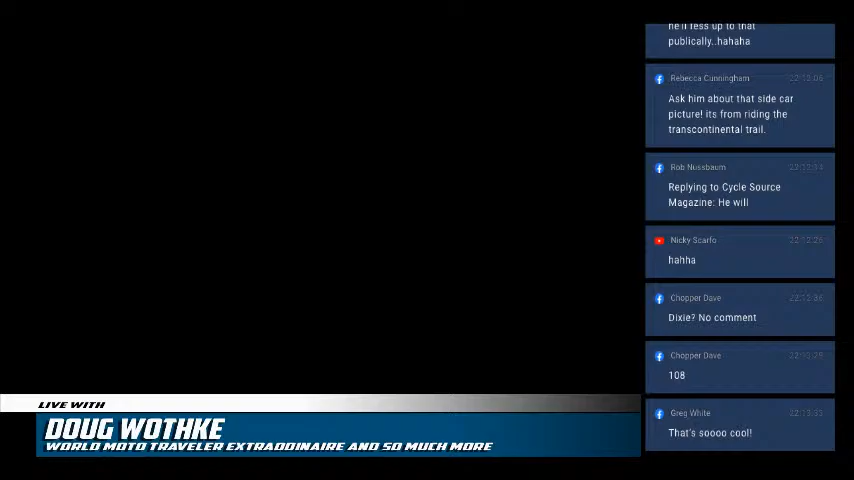 he'll fess up to that
publically..hahaha
Rebecca Cunningham
Ask him about that side car
picture! its from riding the
transcontinental trail.
Rob Nussbaum
Replying to Cycle Source
Magazine: He will
Nicky Scarfo
hahha
Chopper Dave
Dixie? No comment
Chopper Dave
108
Greg White
That's soooo cool!
LIVE WITH
DOUG WOTHKE
WORLD MOTO TRAVELER EXTRADDINAIRE AND SO MUCH MORE